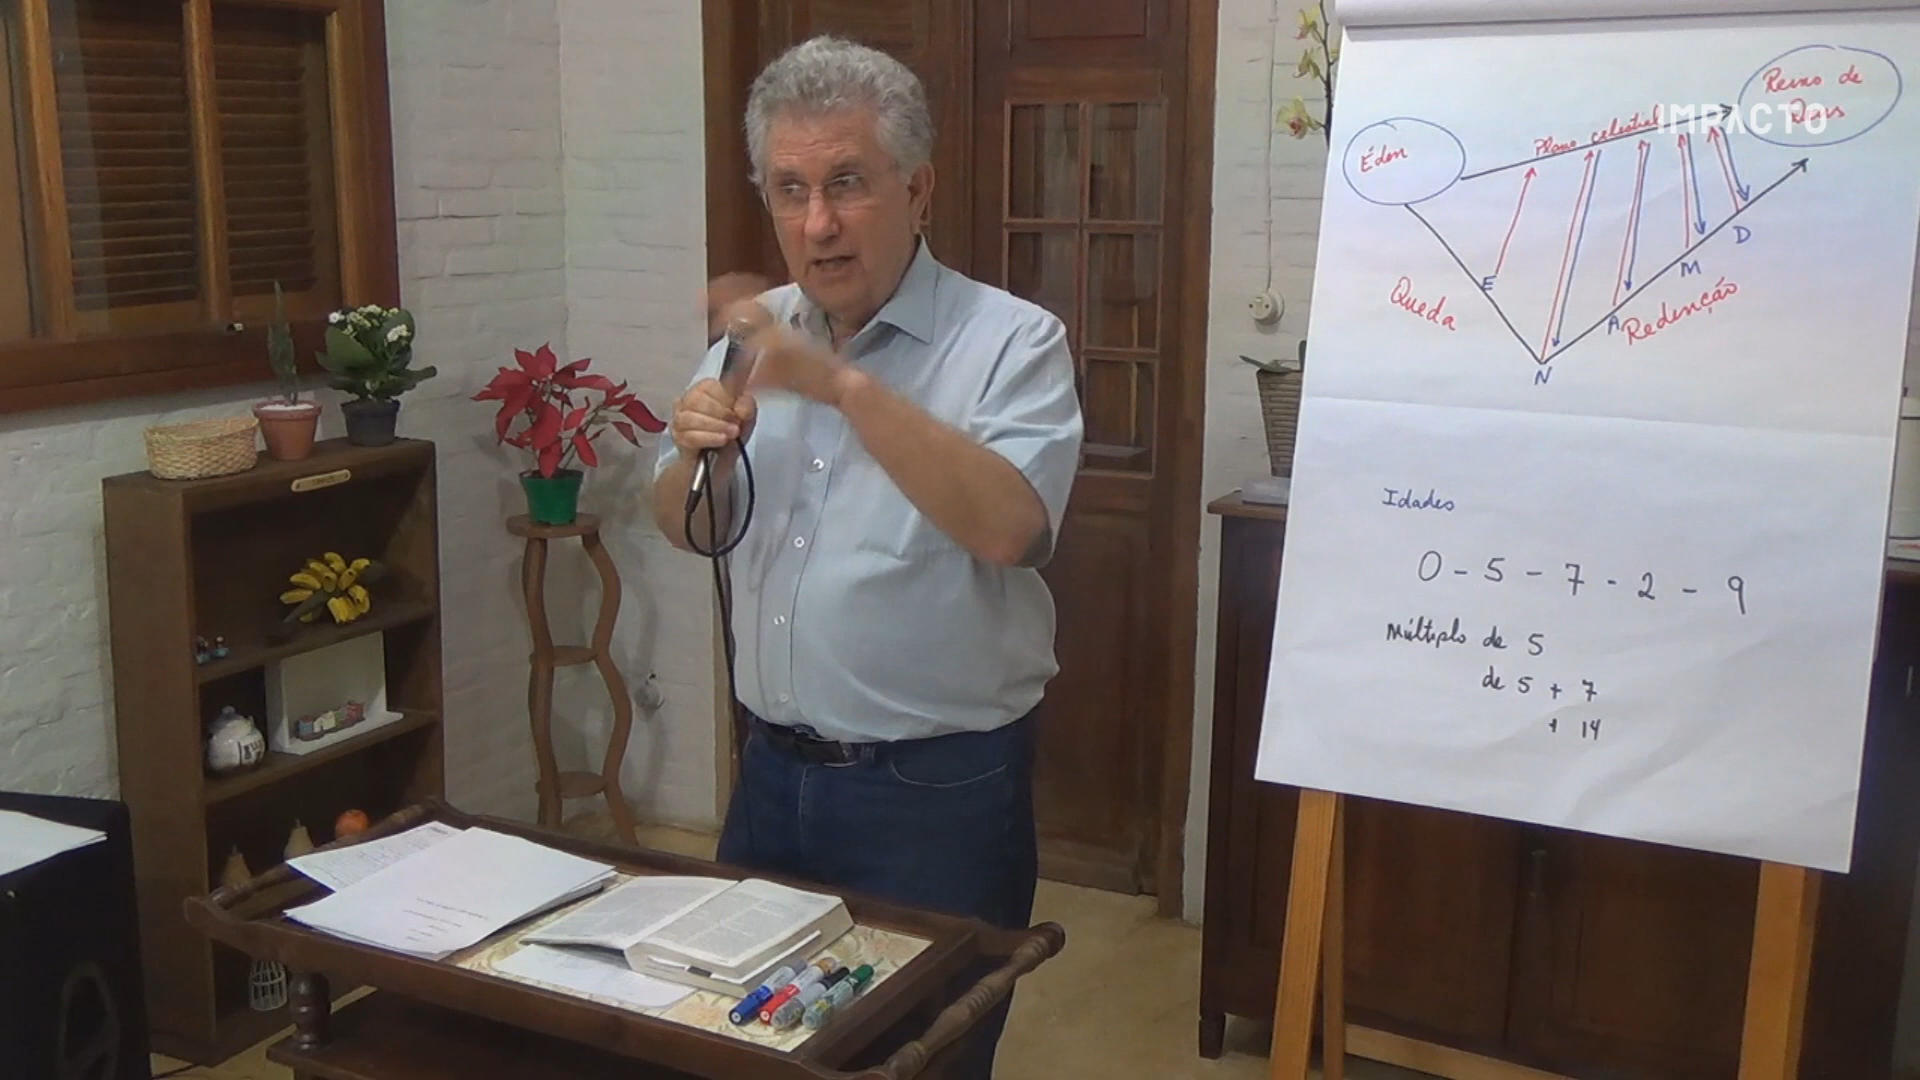 IMPACTO
Reino de
Deus
Éden
Plano celestial
E
D
M
Queda
A
Redenção
N
Idades
0 - 5 - 7 - 2 - 9
Múltiplo de 5
de 5 + 7
+ 14